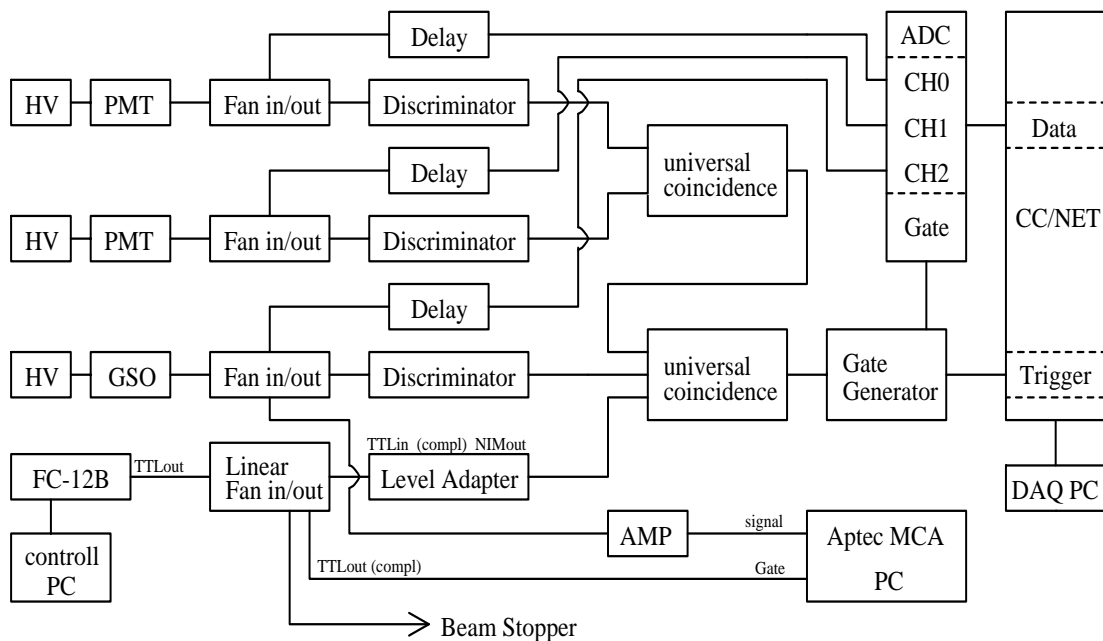 Delay
ADC
HV
PMT
Fan in/out
Discriminator
CH0
CH1
Data
Delay
universal
coincidence
CH2
CC/NET
HV
PMT
Fan in/out
Discriminator
Gate
Delay
HV
GSO
Fan in/out
Discriminator
universal
coincidence
Gate
Generator
Trigger
TTLin (compl) NIMout
FC-12B
TTLout
Linear
Fan in/out
Level Adapter
DAQ PC
controll
PC
AMP
signal
Aptec MCA
PC
TTLout (compl)
Gate
Beam Stopper